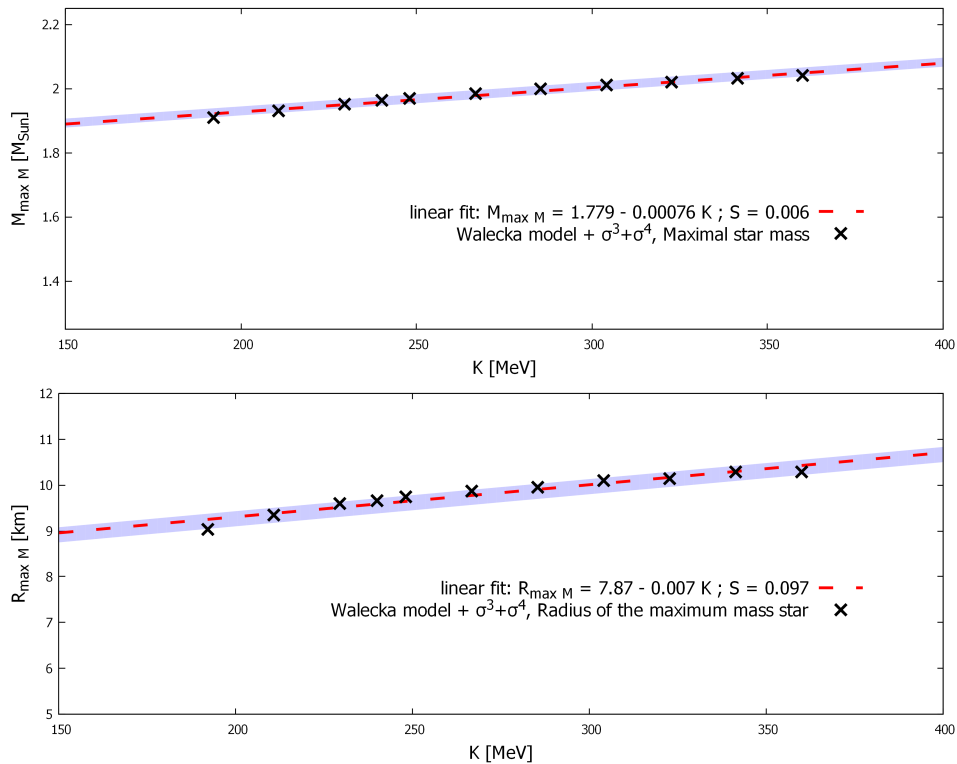 2.2
2
1.8
1.6
1.4
M_max M [M_Sun]
linear fit: M_max M = 1.779 - 0.00076 K ; S = 0.006
Walecka model + σ³+σ⁴, Maximal star mass
150 200 250 300 350 400
K [MeV]
12
11
10
9
8
7
6
5
R_max M [km]
linear fit: R_max M = 7.87 - 0.007 K ; S = 0.097
Walecka model + σ³+σ⁴, Radius of the maximum mass star
150 200 250 300 350 400
K [MeV]